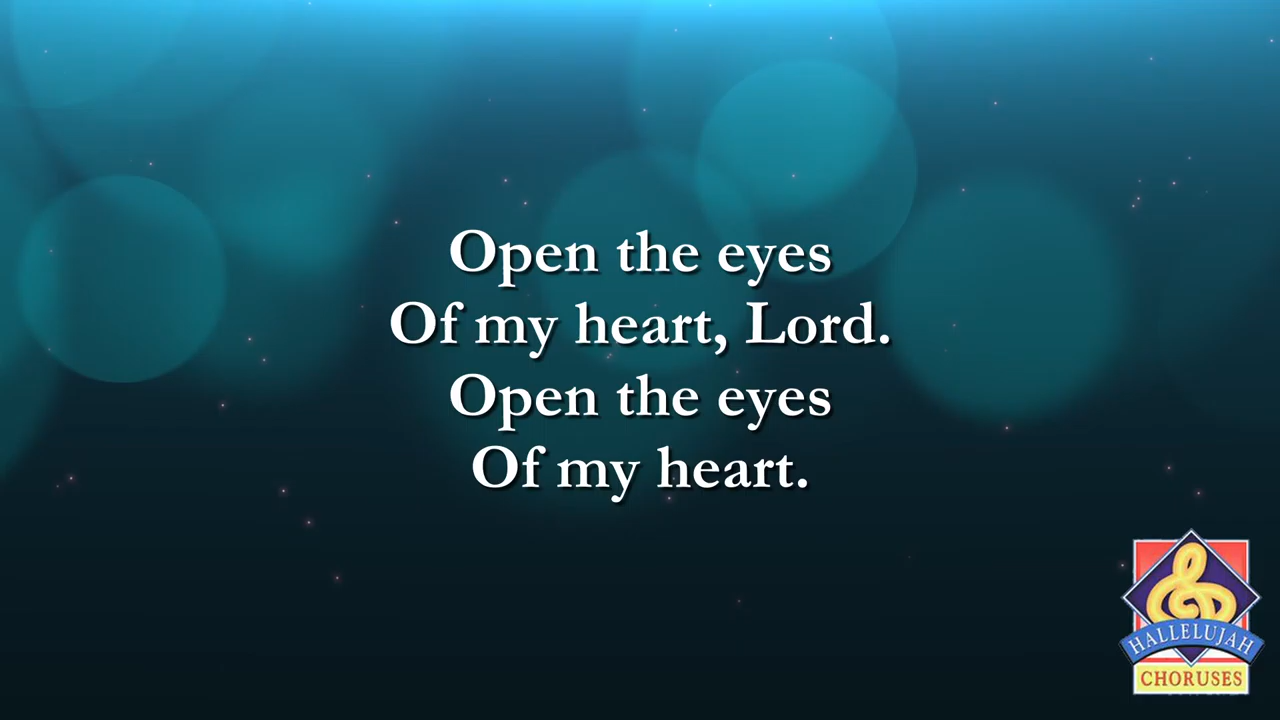 Open the eyes
Of my heart, Lord.
Open the eyes
Of my heart.
HALLELUJAH
CHORUSES